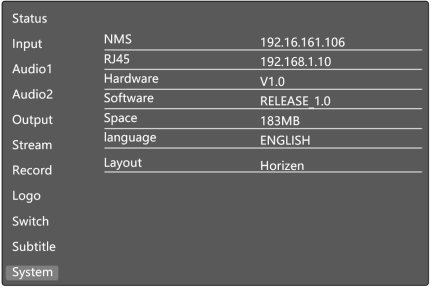 Status
Input
Audio1
Audio2
Output
Stream
Record
Logo
Switch
Subtitle
System
NMS 192.16.161.106
RJ45 192.168.1.10
Hardware V1.0
Software RELEASE_1.0
Space 183MB
language ENGLISH
Layout Horizen